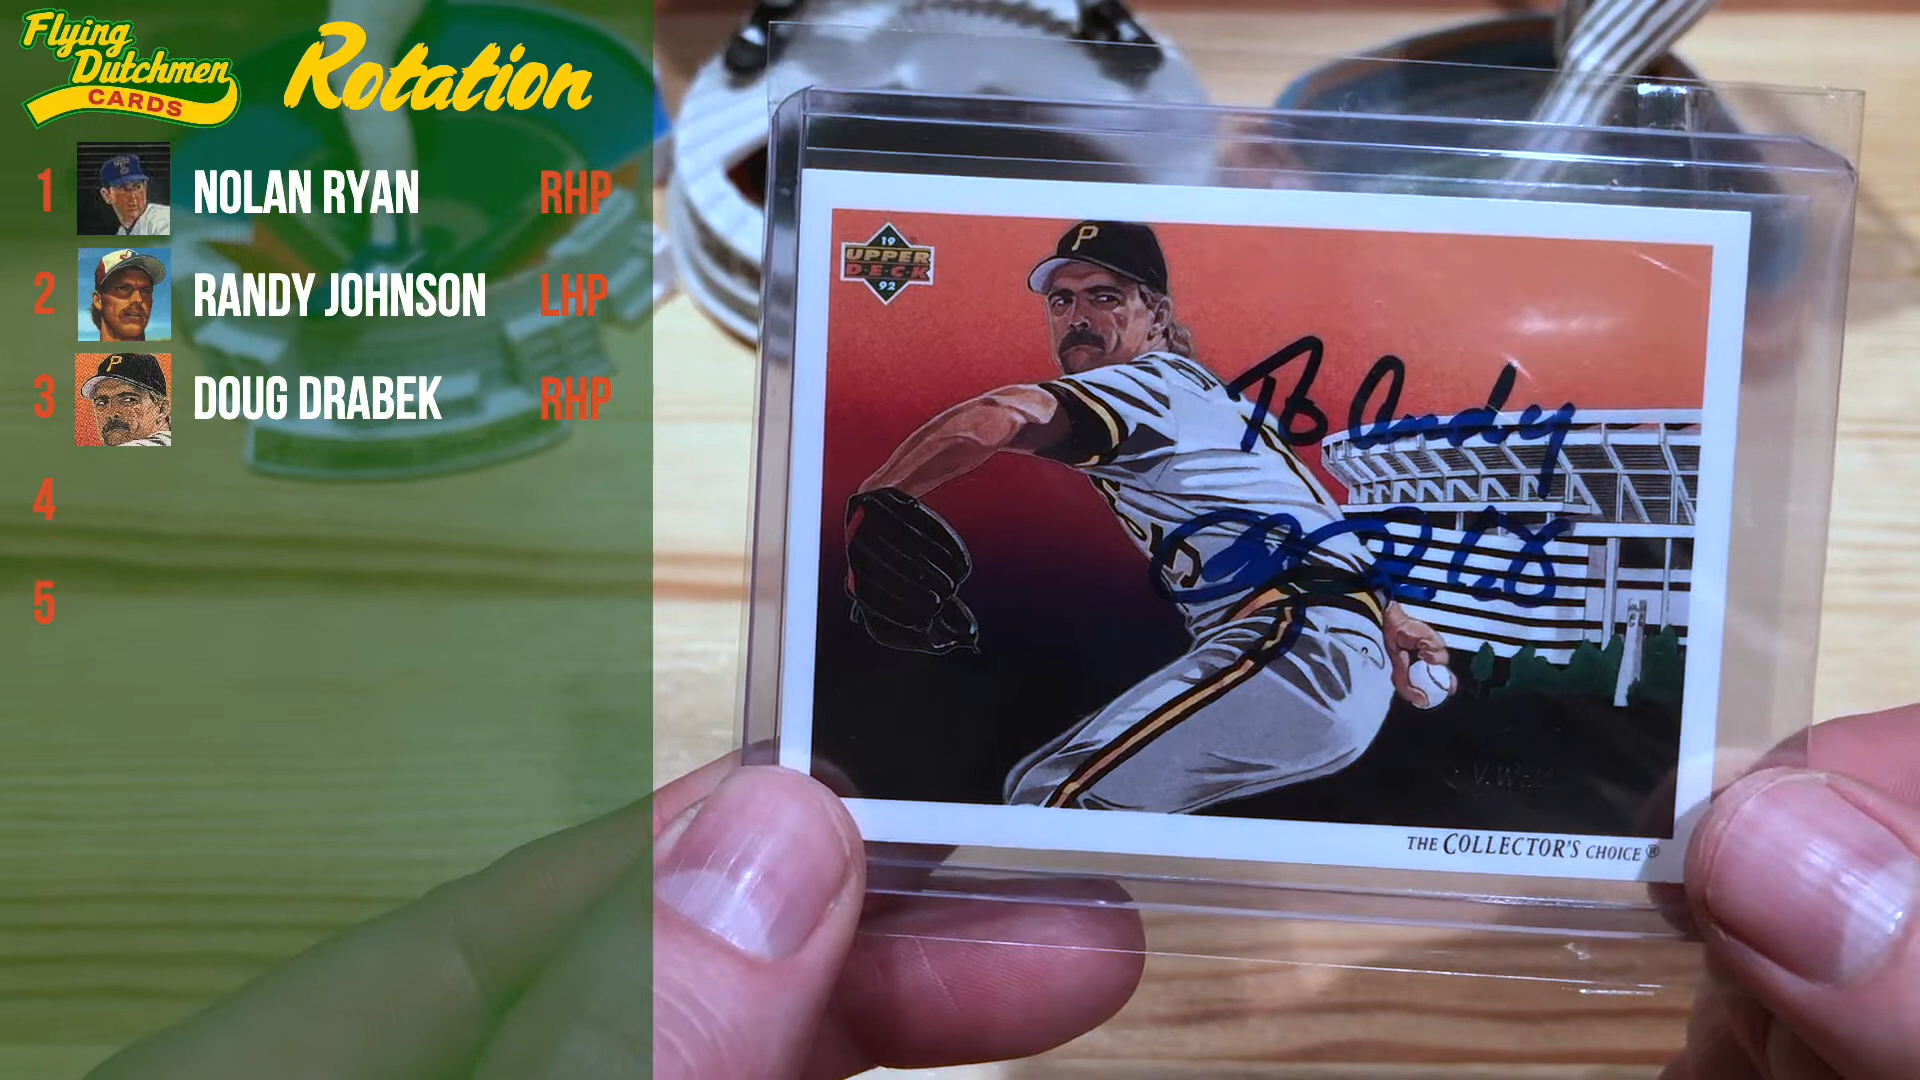 Flying
Dutchmen
CARDS
Rotation
1 NOLAN RYAN RHP
2 RANDY JOHNSON LHP
3 DOUG DRABEK RHP
4
5
19
UPPER
D·E·C·K
92
P
To Andy
THE COLLECTOR'S CHOICE ®